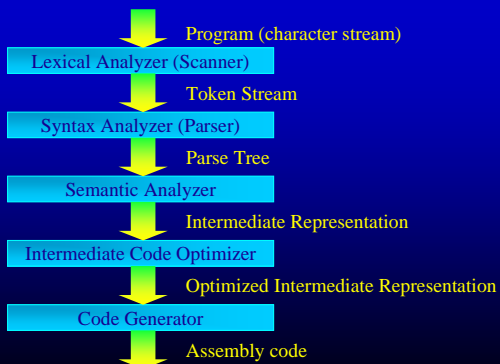 Program (character stream)
Lexical Analyzer (Scanner)
Token Stream
Syntax Analyzer (Parser)
Parse Tree
Semantic Analyzer
Intermediate Representation
Intermediate Code Optimizer
Optimized Intermediate Representation
Code Generator
Assembly code